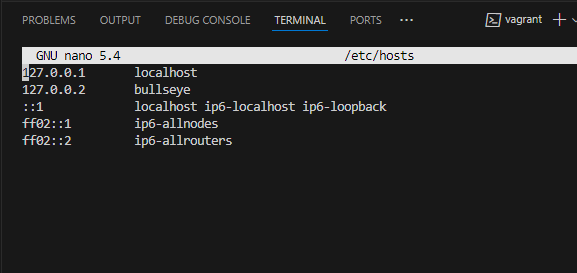 PROBLEMS OUTPUT DEBUG CONSOLE TERMINAL PORTS ··· vagrant
GNU nano 5.4 /etc/hosts
127.0.0.1 localhost
127.0.0.2 bullseye
::1 localhost ip6-localhost ip6-loopback
ff02::1 ip6-allnodes
ff02::2 ip6-allrouters